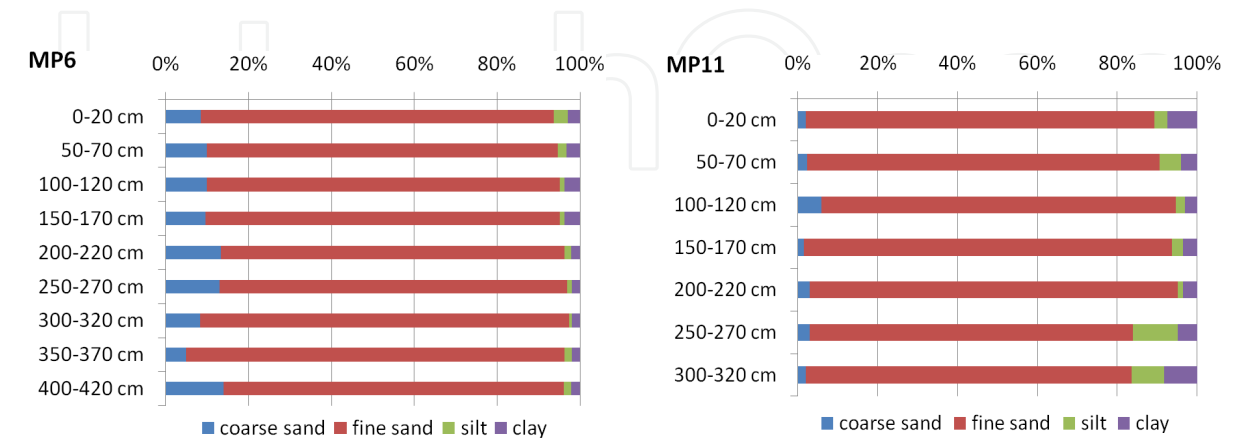 MP6
0% 20% 40% 60% 80% 100%
0-20 cm
50-70 cm
100-120 cm
150-170 cm
200-220 cm
250-270 cm
300-320 cm
350-370 cm
400-420 cm
coarse sand fine sand silt clay
MP11
0% 20% 40% 60% 80% 100%
0-20 cm
50-70 cm
100-120 cm
150-170 cm
200-220 cm
250-270 cm
300-320 cm
coarse sand fine sand silt clay